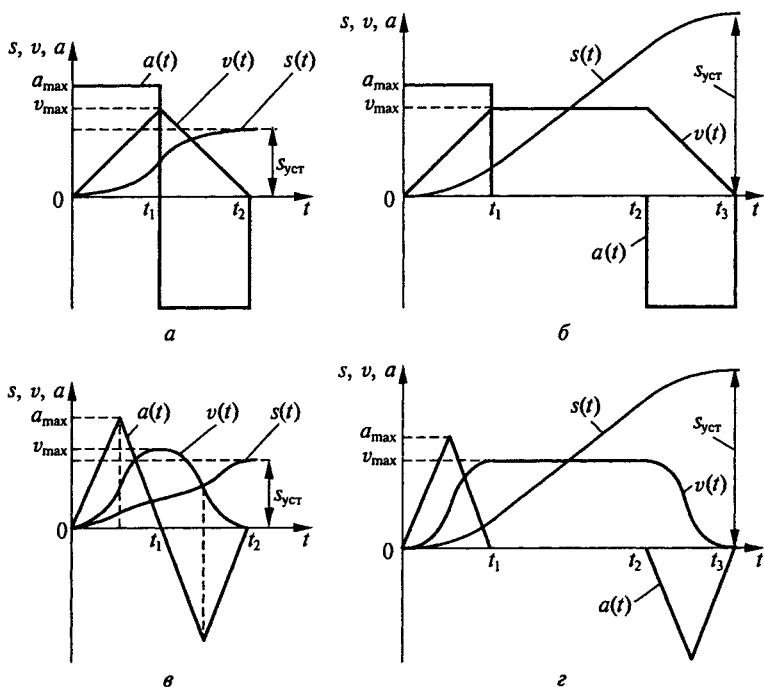 s, v, a
a(t)
v(t)
s(t)
a_max
v_max
s_уст
0
t_1
t_2
t
а
s(t)
a_max
v_max
s_уст
v(t)
0
t_1
t_2
t_3
t
a(t)
б
s, v, a
a(t)
v(t)
s(t)
a_max
v_max
s_уст
0
t_1
t_2
t
в
s, v, a
s(t)
a_max
v_max
s_уст
v(t)
0
t_1
t_2
t_3
t
a(t)
г